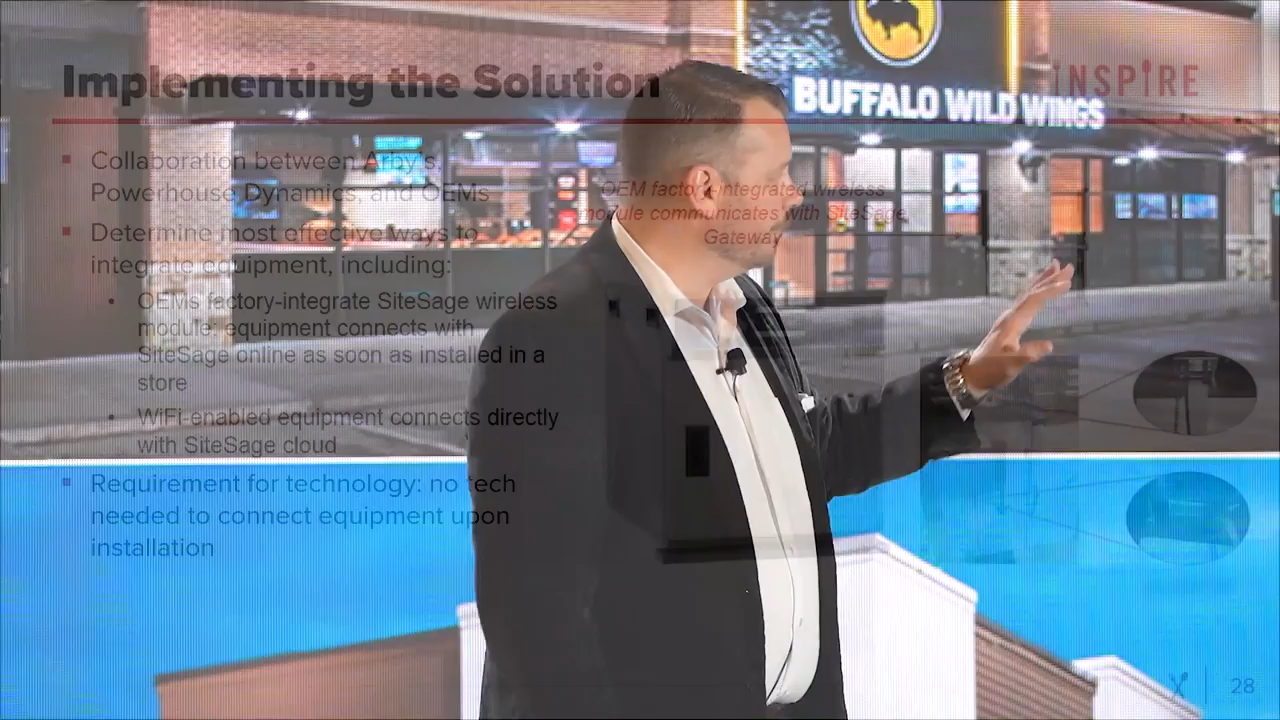 Implementing the Solution
INSPIRE
BUFFALO WILD WINGS
Collaboration between Arby's,
Powerhouse Dynamics, and OEMs
Determine most effective ways to
integrate equipment, including:
OEMs factory-integrate SiteSage wireless
module; equipment connects with
SiteSage online as soon as installed in a
store
WiFi-enabled equipment connects directly
with SiteSage cloud
Requirement for technology: no tech
needed to connect equipment upon
installation
OEM factory-integrated wireless
module communicates with SiteSage
Gateway
28